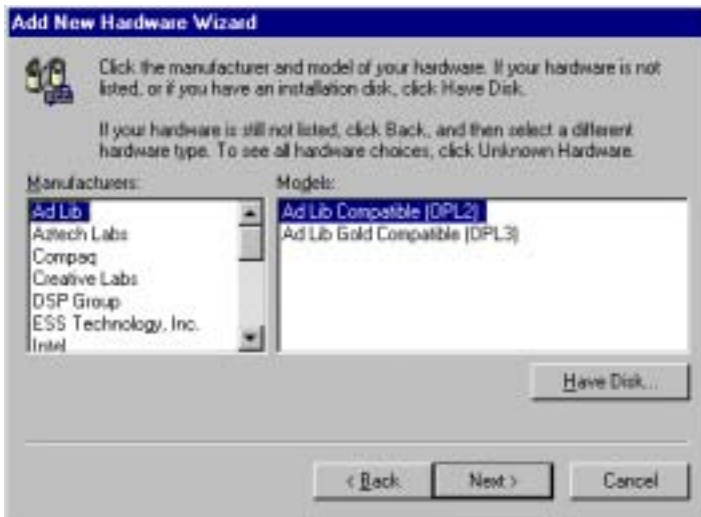 Add New Hardware Wizard
Click the manufacturer and model of your hardware. If your hardware is not
listed, or if you have an installation disk, click Have Disk.
If your hardware is still not listed, click Back, and then select a different
hardware type. To see all hardware choices, click Unknown Hardware.
Manufacturers:
Ad Lib
Aztech Labs
Compaq
Creative Labs
DSP Group
ESS Technology, Inc.
Intel
Models:
Ad Lib Compatible (OPL2)
Ad Lib Gold Compatible (OPL3)
Have Disk...
< Back
Next >
Cancel